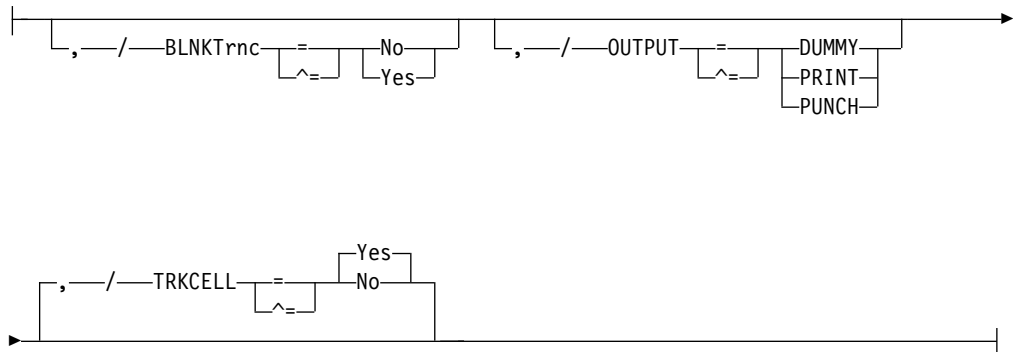 , / BLNKTrnc = No , / OUTPUT = DUMMY
^= Yes ^= PRINT
PUNCH
Yes
, / TRKCELL = No
^=